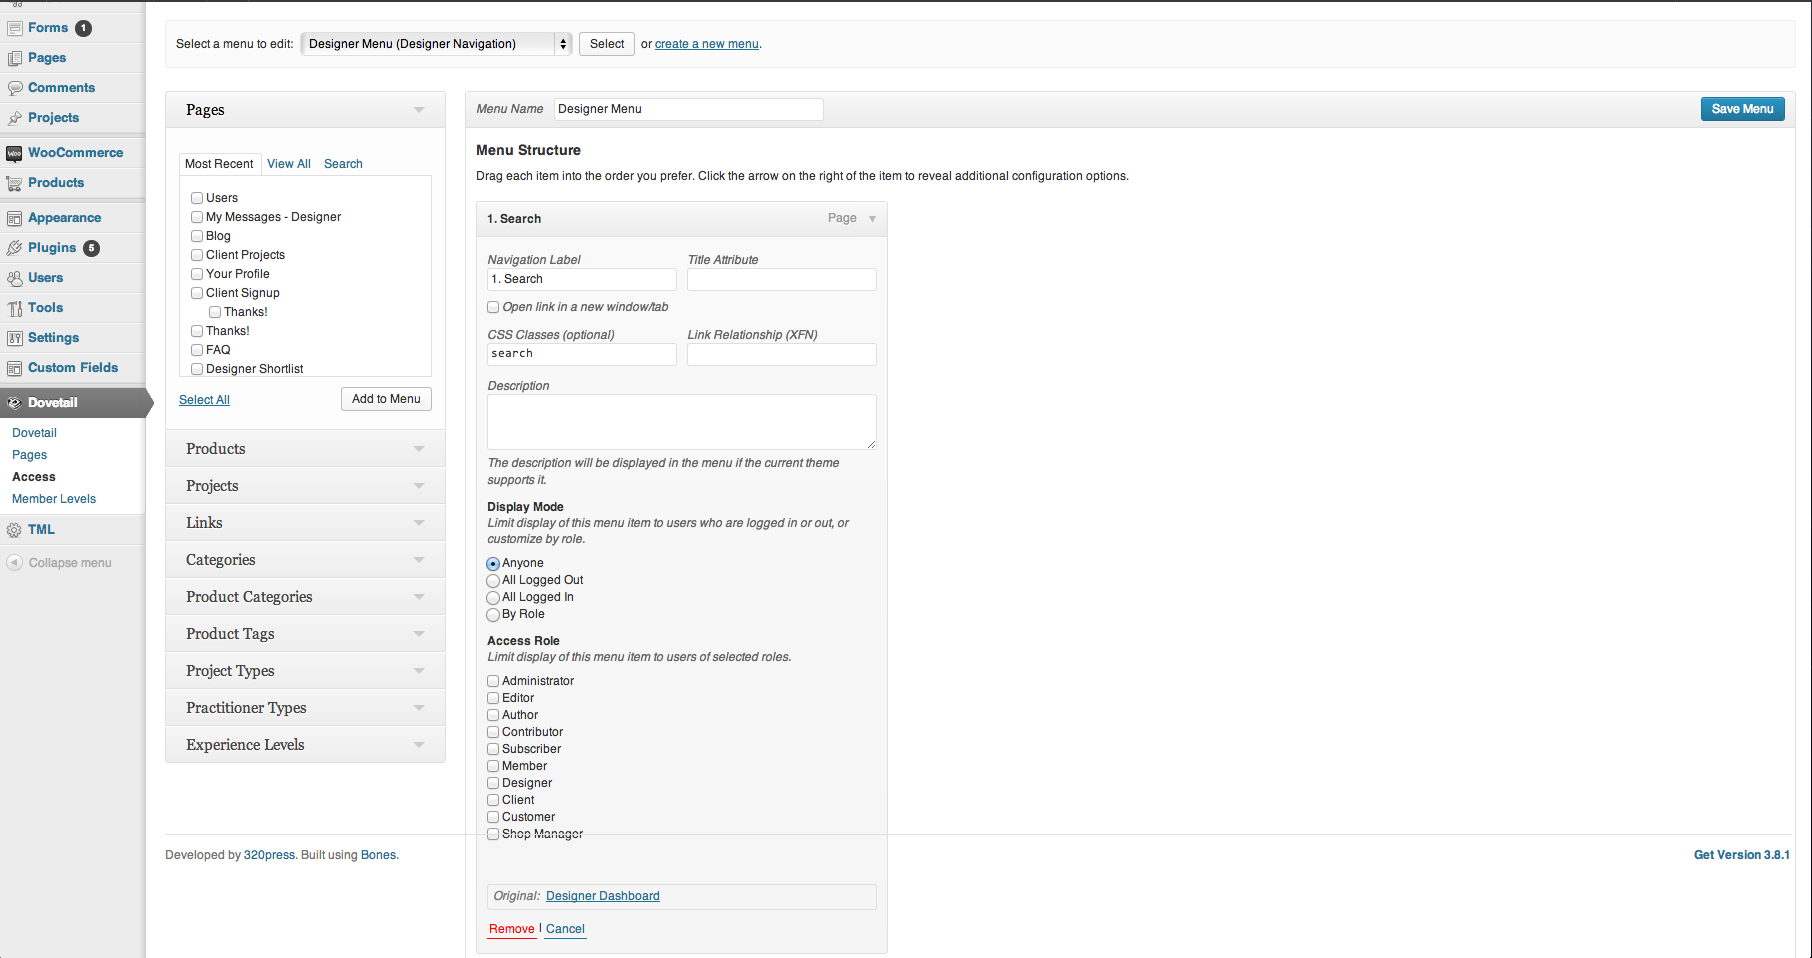 Forms 1
Pages
Comments
Projects
WooCommerce
Products
Appearance
Plugins 5
Users
Tools
Settings
Custom Fields
Dovetail
Dovetail
Pages
Access
Member Levels
TML
Collapse menu
Select a menu to edit: Designer Menu (Designer Navigation) Select or create a new menu.
Pages
Most Recent View All Search
Users
My Messages - Designer
Blog
Client Projects
Your Profile
Client Signup
Thanks!
Thanks!
FAQ
Designer Shortlist
Select All Add to Menu
Products
Projects
Links
Categories
Product Categories
Product Tags
Project Types
Practitioner Types
Experience Levels
Menu Name Designer Menu Save Menu
Menu Structure
Drag each item into the order you prefer. Click the arrow on the right of the item to reveal additional configuration options.
1. Search Page
Navigation Label Title Attribute
1. Search
Open link in a new window/tab
CSS Classes (optional) Link Relationship (XFN)
search
Description
The description will be displayed in the menu if the current theme
supports it.
Display Mode
Limit display of this menu item to users who are logged in or out, or
customize by role.
Anyone
All Logged Out
All Logged In
By Role
Access Role
Limit display of this menu item to users of selected roles.
Administrator
Editor
Author
Contributor
Subscriber
Member
Designer
Client
Customer
Shop Manager
Developed by 320press. Built using Bones. Get Version 3.8.1
Original: Designer Dashboard
Remove | Cancel